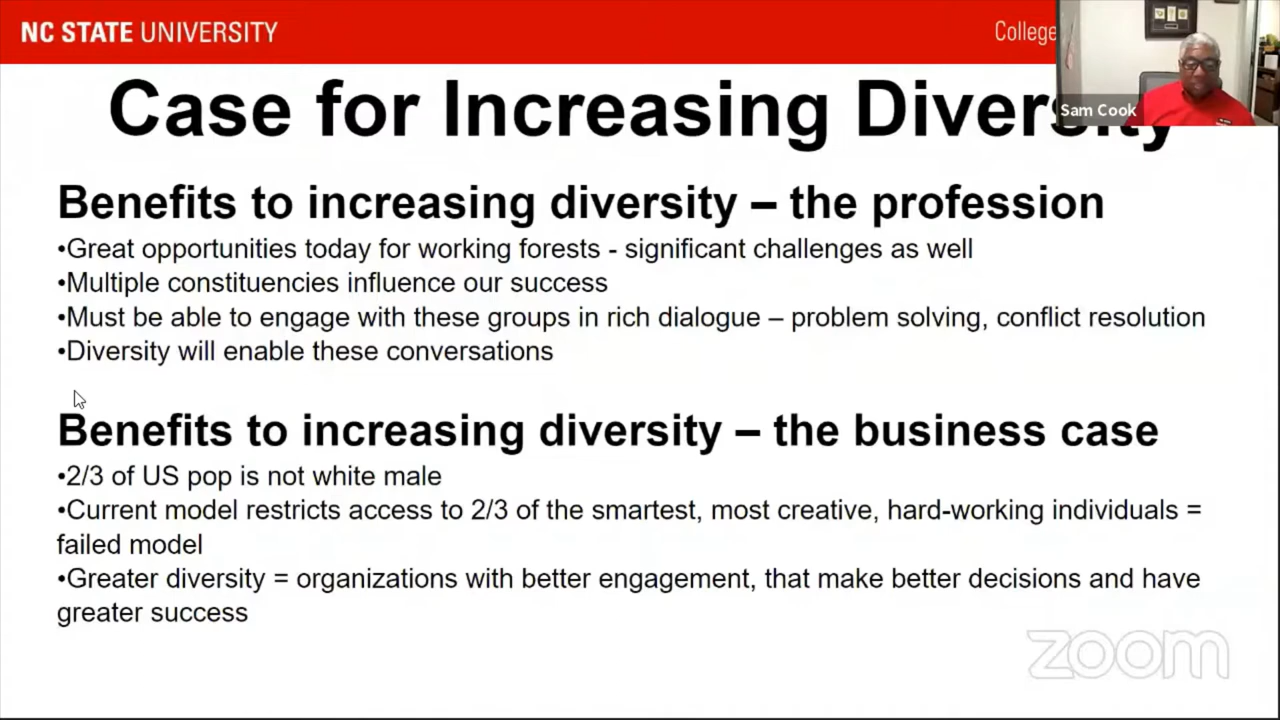 NC STATE UNIVERSITY
College
Sam Cook
Case for Increasing Diversity
Benefits to increasing diversity – the profession
•Great opportunities today for working forests - significant challenges as well
•Multiple constituencies influence our success
•Must be able to engage with these groups in rich dialogue – problem solving, conflict resolution
•Diversity will enable these conversations
Benefits to increasing diversity – the business case
•2/3 of US pop is not white male
•Current model restricts access to 2/3 of the smartest, most creative, hard-working individuals =
failed model
•Greater diversity = organizations with better engagement, that make better decisions and have
greater success
zoom